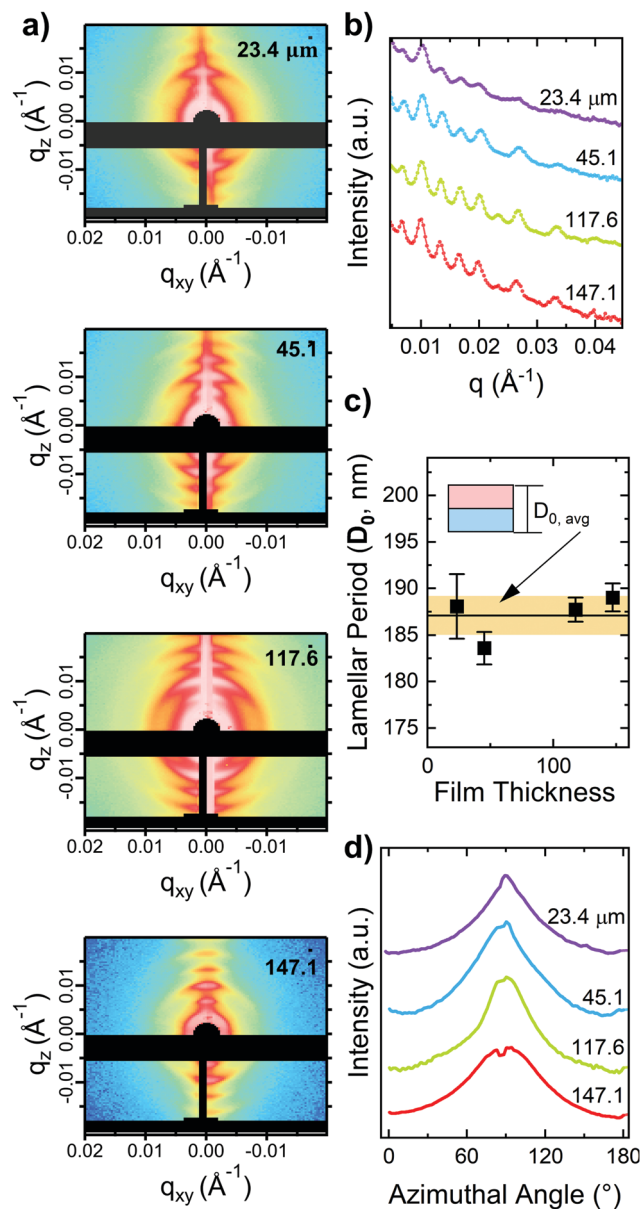 a)
23.4 μm
q_z (Å⁻¹)
0.01
0.00
-0.01
0.02 0.01 0.00 -0.01
q_xy (Å⁻¹)
45.1
q_z (Å⁻¹)
0.01
0.00
-0.01
0.02 0.01 0.00 -0.01
q_xy (Å⁻¹)
117.6
q_z (Å⁻¹)
0.01
0.00
-0.01
0.02 0.01 0.00 -0.01
q_xy (Å⁻¹)
147.1
q_z (Å⁻¹)
0.01
0.00
-0.01
0.02 0.01 0.00 -0.01
q_xy (Å⁻¹)
b)
Intensity (a.u.)
23.4 μm
45.1
117.6
147.1
0.01 0.02 0.03 0.04
q (Å⁻¹)
c)
Lamellar Period (D₀, nm)
200
195
190
185
180
175
D₀, avg
0 100
Film Thickness
d)
Intensity (a.u.)
23.4 μm
45.1
117.6
147.1
0 60 120 180
Azimuthal Angle (°)